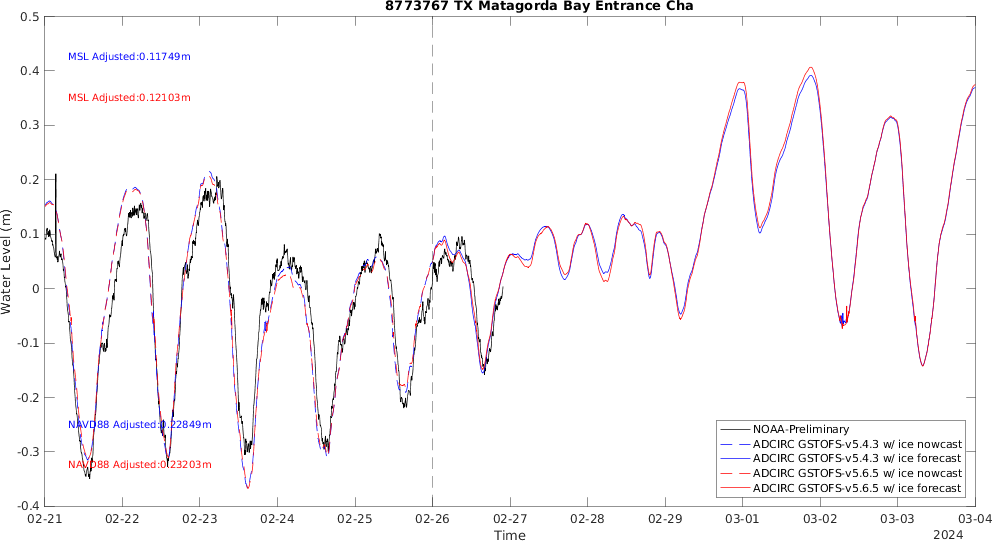 8773767 TX Matagorda Bay Entrance Cha
0.5
0.4
0.3
0.2
0.1
0
-0.1
-0.2
-0.3
-0.4
Water Level (m)
MSL Adjusted:0.11749m
MSL Adjusted:0.12103m
NAVD88 Adjusted:0.22849m
NAVD88 Adjusted:0.23203m
NOAA-Preliminary
ADCIRC GSTOFS-v5.4.3 w/ ice nowcast
ADCIRC GSTOFS-v5.4.3 w/ ice forecast
ADCIRC GSTOFS-v5.6.5 w/ ice nowcast
ADCIRC GSTOFS-v5.6.5 w/ ice forecast
02-21 02-22 02-23 02-24 02-25 02-26 02-27 02-28 02-29 03-01 03-02 03-03 03-04
Time
2024